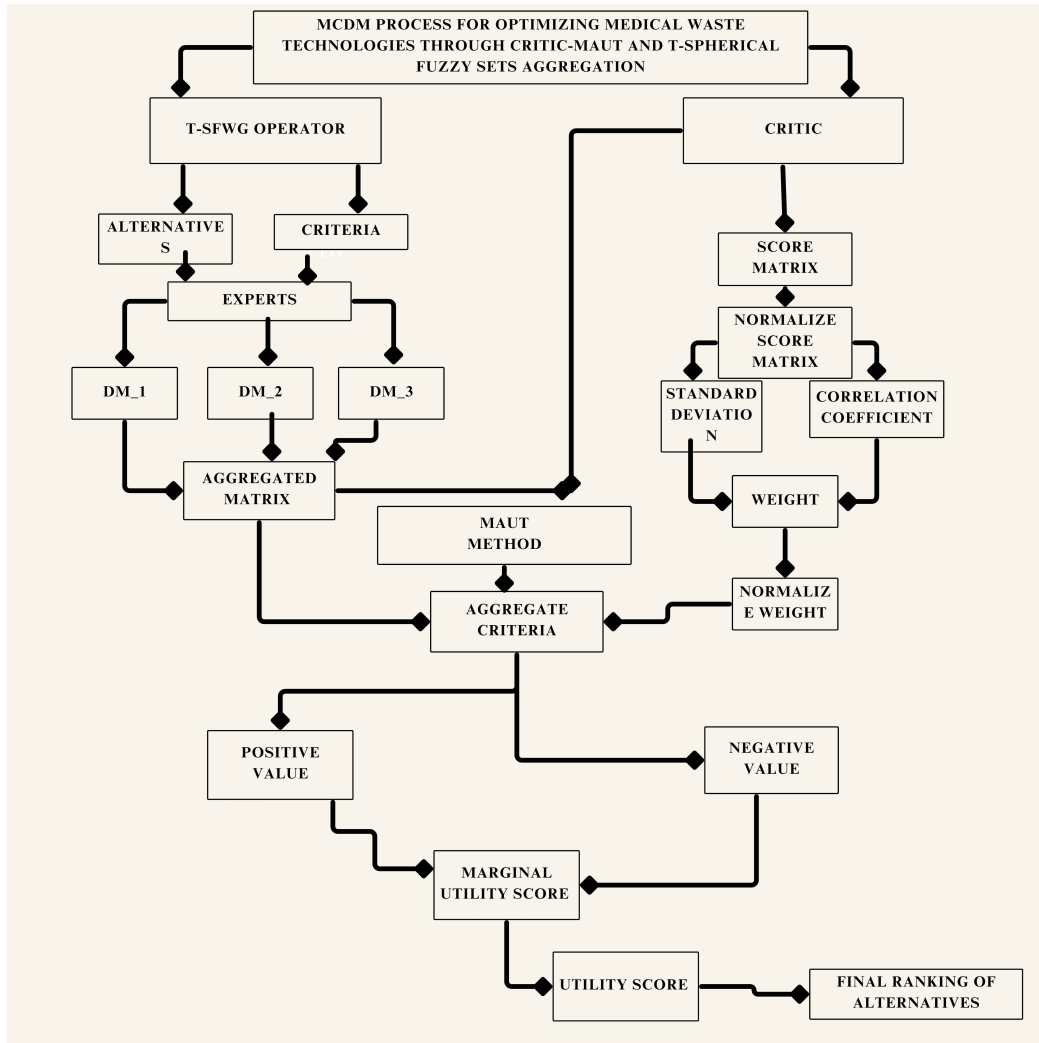 MCDM PROCESS FOR OPTIMIZING MEDICAL WASTE
TECHNOLOGIES THROUGH CRITIC-MAUT AND T-SPHERICAL
FUZZY SETS AGGREGATION
T-SFWG OPERATOR
CRITIC
ALTERNATIVE
S
CRITERIA
EXPERTS
DM_1
DM_2
DM_3
AGGREGATED
MATRIX
SCORE
MATRIX
NORMALIZE
SCORE
MATRIX
STANDARD
DEVIATIO
N
CORRELATION
COEFFICIENT
WEIGHT
NORMALIZ
E WEIGHT
MAUT
METHOD
AGGREGATE
CRITERIA
POSITIVE
VALUE
NEGATIVE
VALUE
MARGINAL
UTILITY SCORE
UTILITY SCORE
FINAL RANKING OF
ALTERNATIVES